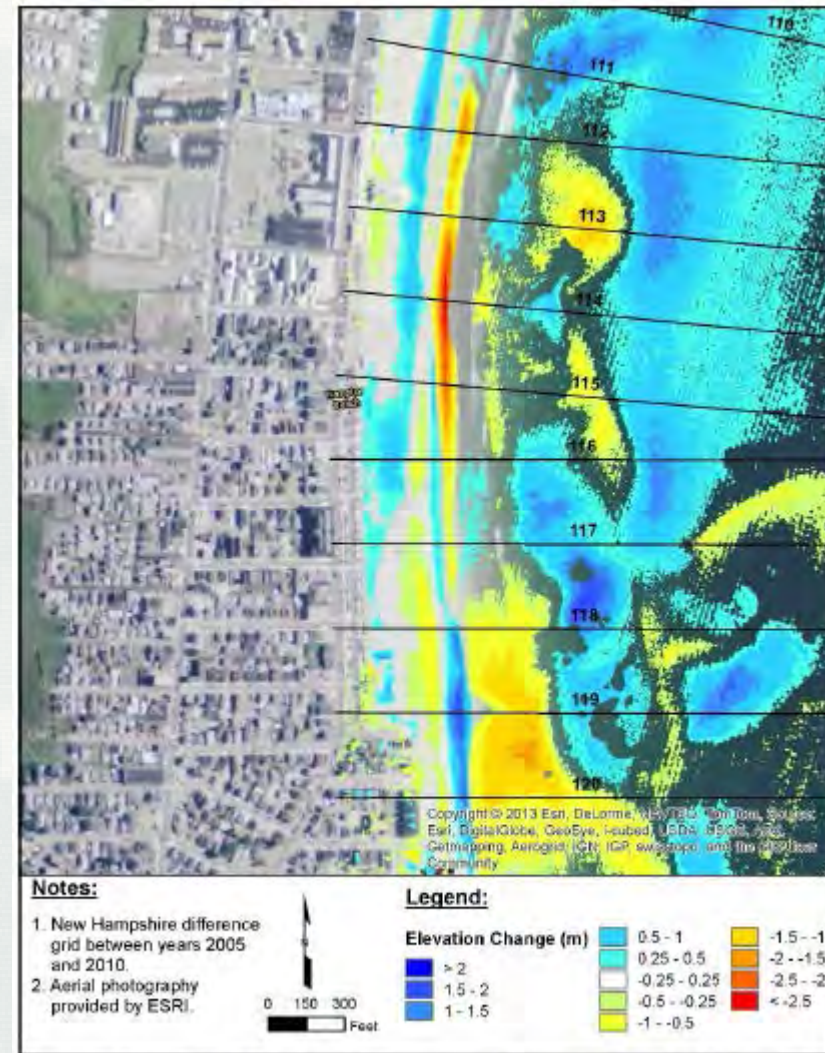 110
111
112
113
114
115
116
117
118
119
120
Copyright © 2013 Esri, DeLorme,
Esri, DigitalGlobe, GeoEye, i-cubed, USDA, USGS,
Getmapping, Aerogrid, IGN, IGP, swisstopo, and the
Community
Notes:
1. New Hampshire difference
grid between years 2005
and 2010.
2. Aerial photography
provided by ESRI.
0 150 300
Feet
Legend:
Elevation Change (m)
> 2
1.5 - 2
1 - 1.5
0.5 - 1
0.25 - 0.5
-0.25 - 0.25
-0.5 - -0.25
-1 - -0.5
-1.5 - -1
-2 - -1.5
-2.5 - -2
< -2.5